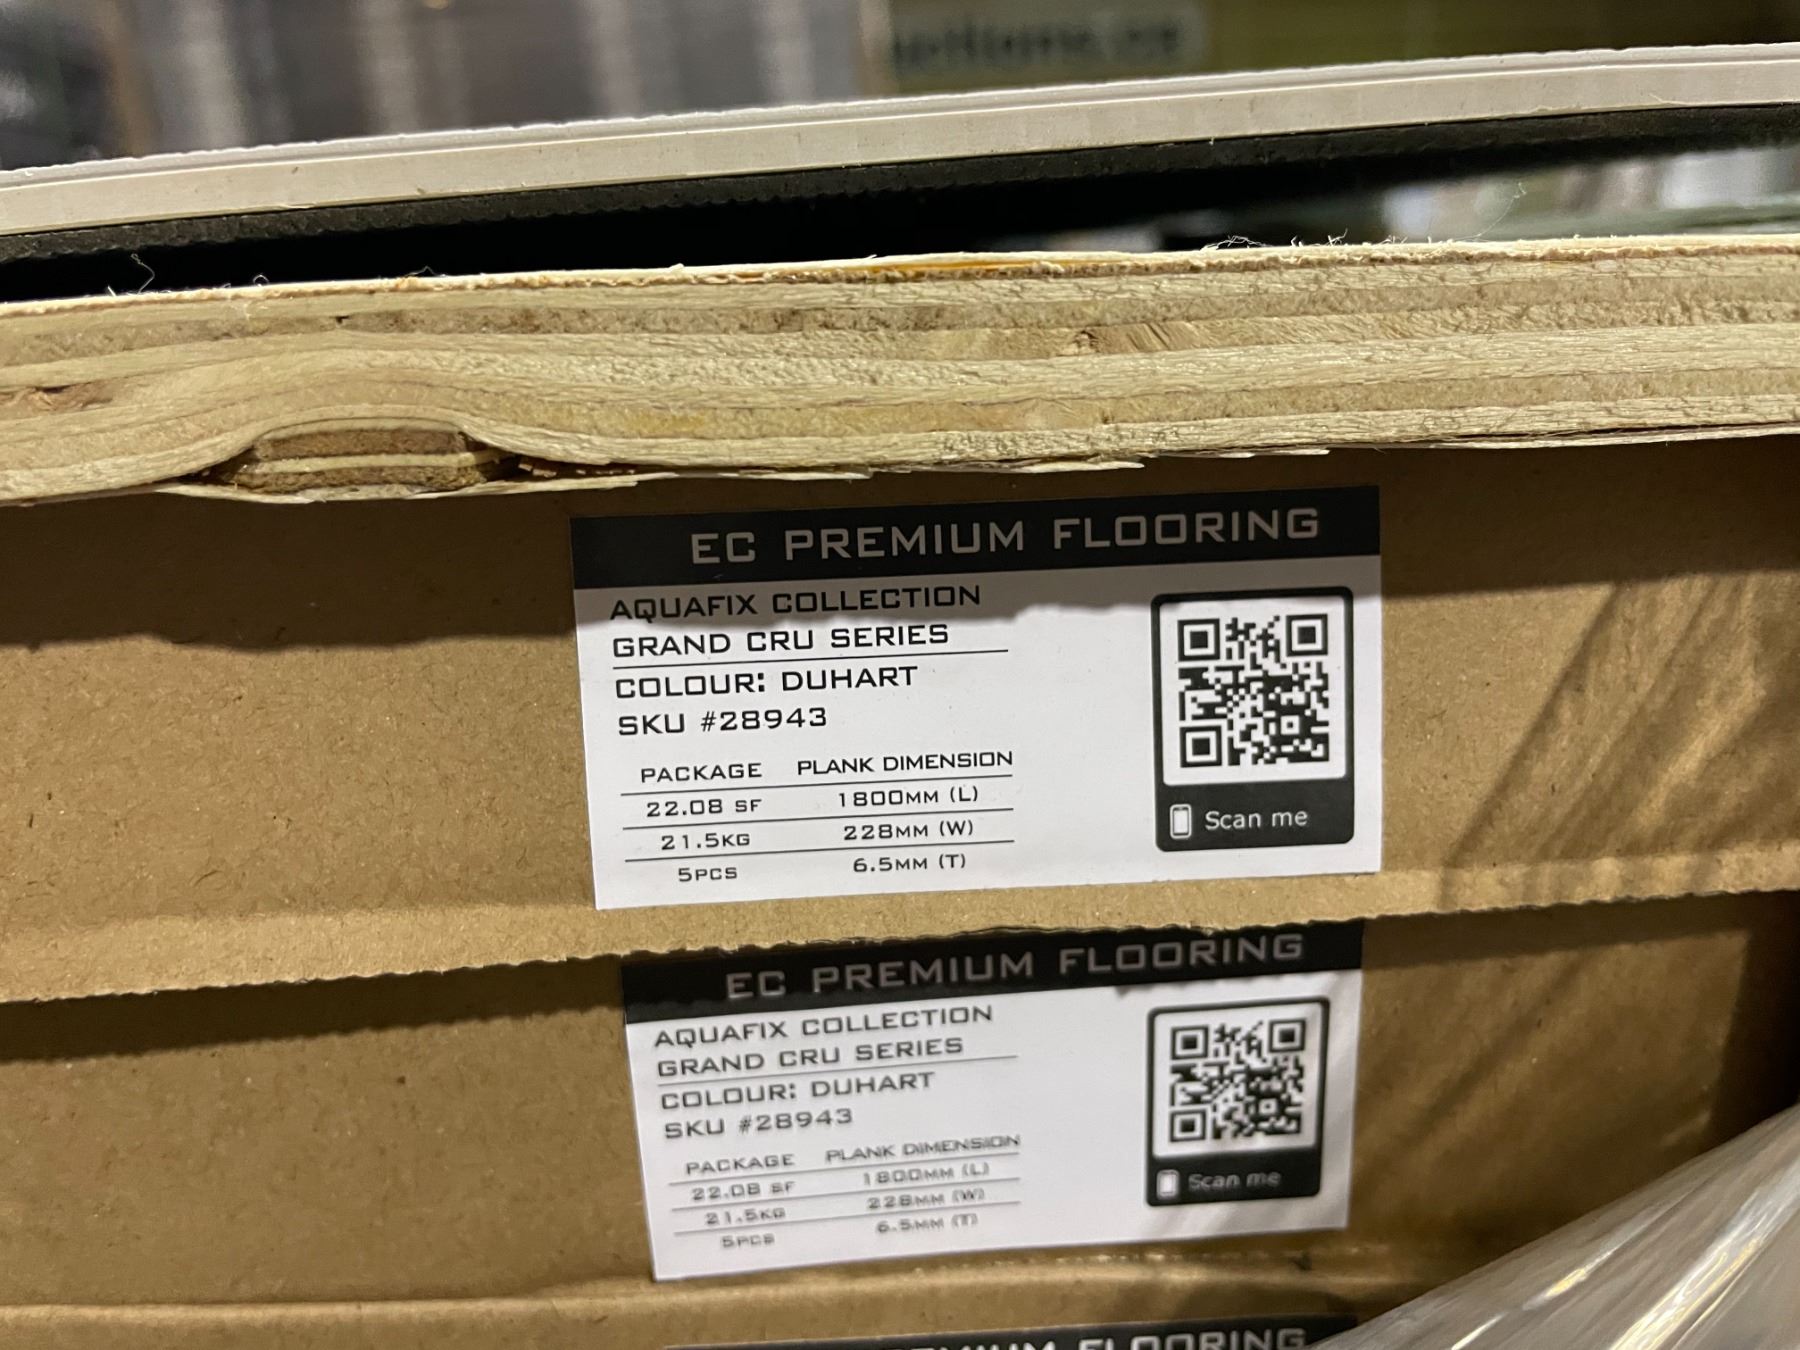 EC PREMIUM FLOORING
AQUAFIX COLLECTION
GRAND CRU SERIES
COLOUR: DUHART
SKU #28943
PACKAGE PLANK DIMENSION
22.08 SF 1800MM (L)
21.5KG 228MM (W)
5PCS 6.5MM (T)
Scan me
EC PREMIUM FLOORING
AQUAFIX COLLECTION
GRAND CRU SERIES
COLOUR: DUHART
SKU #28943
PACKAGE PLANK DIMENSION
22.08 SF 1800MM (L)
21.5KG 228MM (W)
5PCS 6.5MM (T)
Scan me
FLOORING